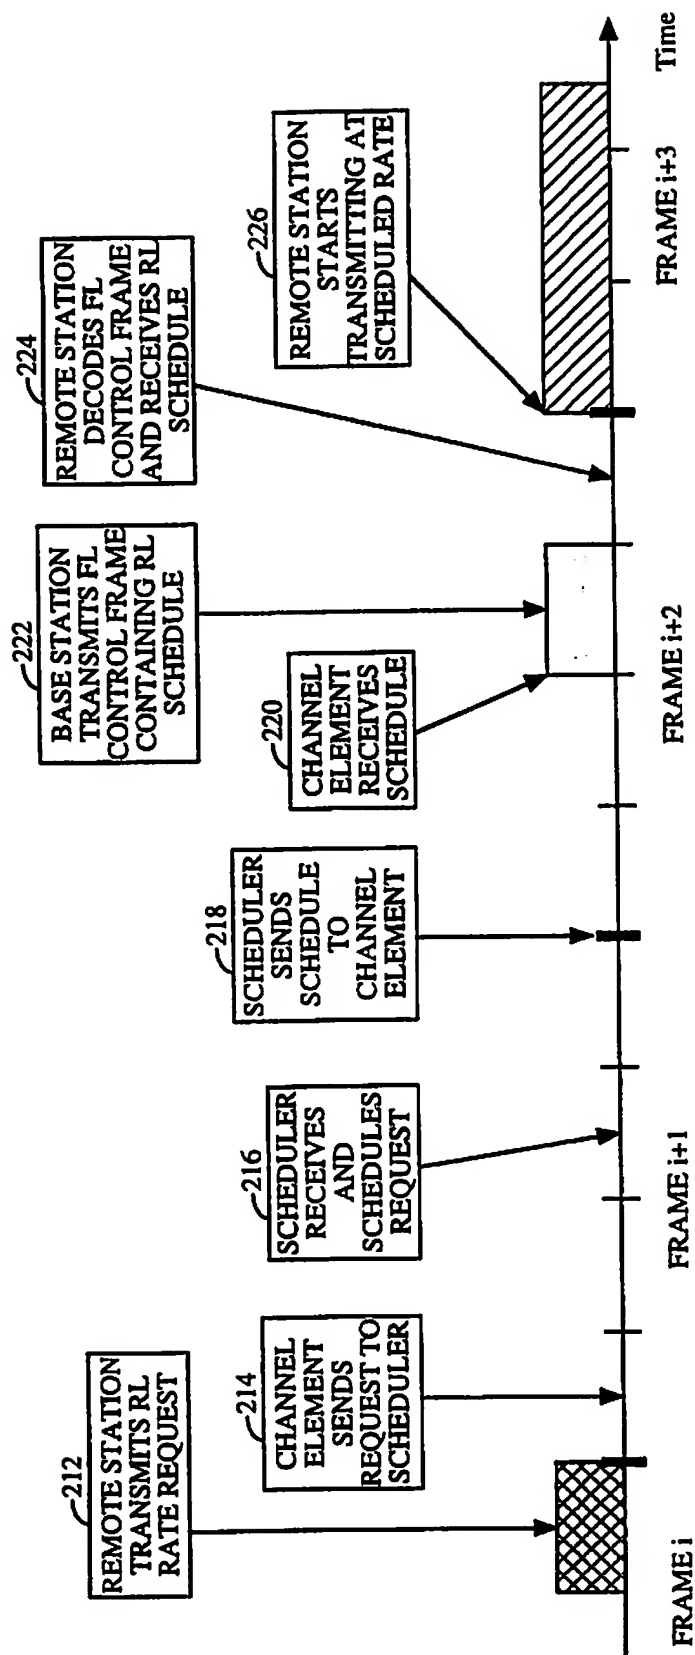 212
REMOTE STATION
TRANSMITS RL
RATE REQUEST
214
CHANNEL
ELEMENT
SENDS
REQUEST TO
SCHEDULER
216
SCHEDULER
RECEIVES
AND
SCHEDULES
REQUEST
218
SCHEDULER
SENDS
SCHEDULE
TO
CHANNEL
ELEMENT
220
CHANNEL
ELEMENT
RECEIVES
SCHEDULE
222
BASE STATION
TRANSMITS FL
CONTROL FRAME
CONTAINING RL
SCHEDULE
224
REMOTE STATION
DECODES FL
CONTROL FRAME
AND RECEIVES RL
SCHEDULE
226
REMOTE STATION
STARTS
TRANSMITTING AT
SCHEDULED RATE
FRAME i
FRAME i+1
FRAME i+2
FRAME i+3
Time